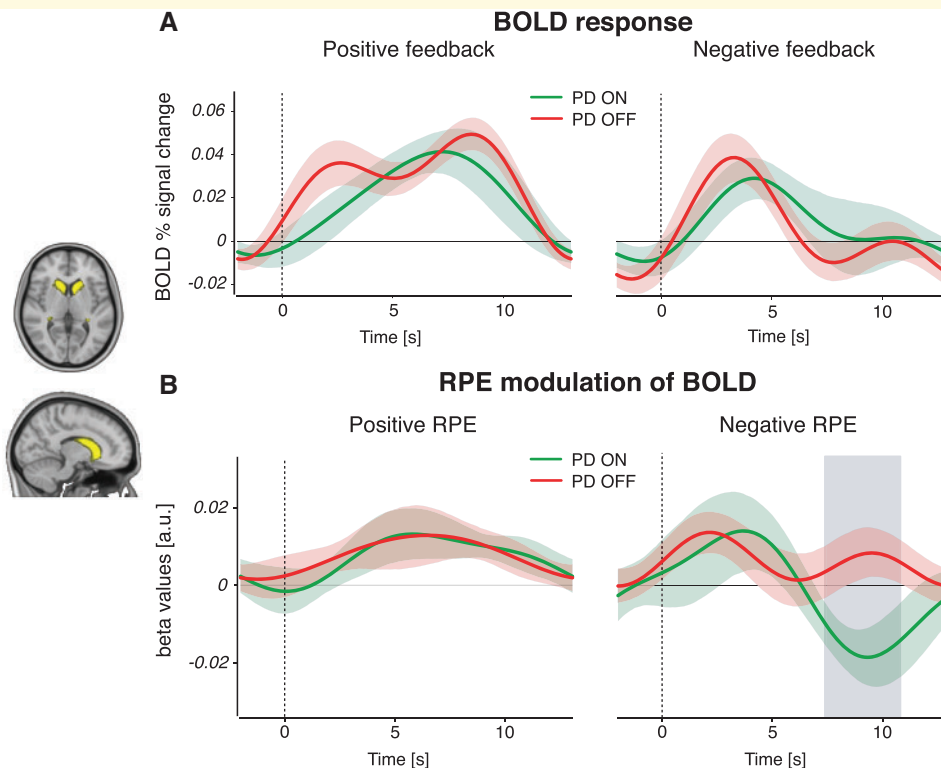 A
BOLD response
Positive feedback
Negative feedback
BOLD % signal change
0.06
0.04
0.02
0
-0.02
PD ON
PD OFF
0
5
10
Time [s]
0
5
10
Time [s]
B
RPE modulation of BOLD
Positive RPE
Negative RPE
beta values [a.u.]
0.02
0
-0.02
PD ON
PD OFF
0
5
10
Time [s]
0
5
10
Time [s]